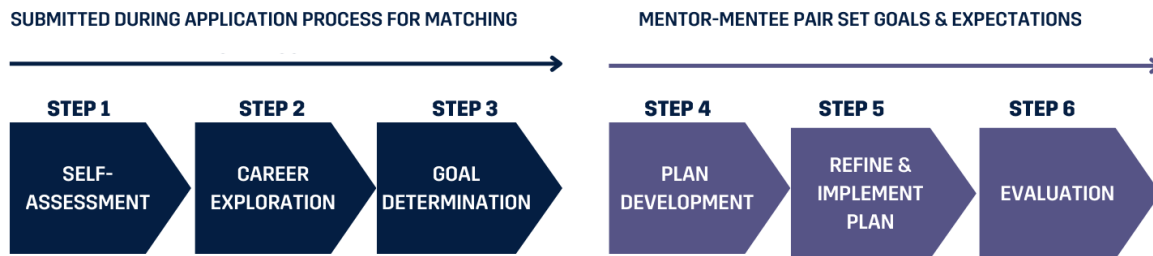 SUBMITTED DURING APPLICATION PROCESS FOR MATCHING
STEP 1
SELF-
ASSESSMENT
STEP 2
CAREER
EXPLORATION
STEP 3
GOAL
DETERMINATION
MENTOR-MENTEE PAIR SET GOALS & EXPECTATIONS
STEP 4
PLAN
DEVELOPMENT
STEP 5
REFINE &
IMPLEMENT
PLAN
STEP 6
EVALUATION